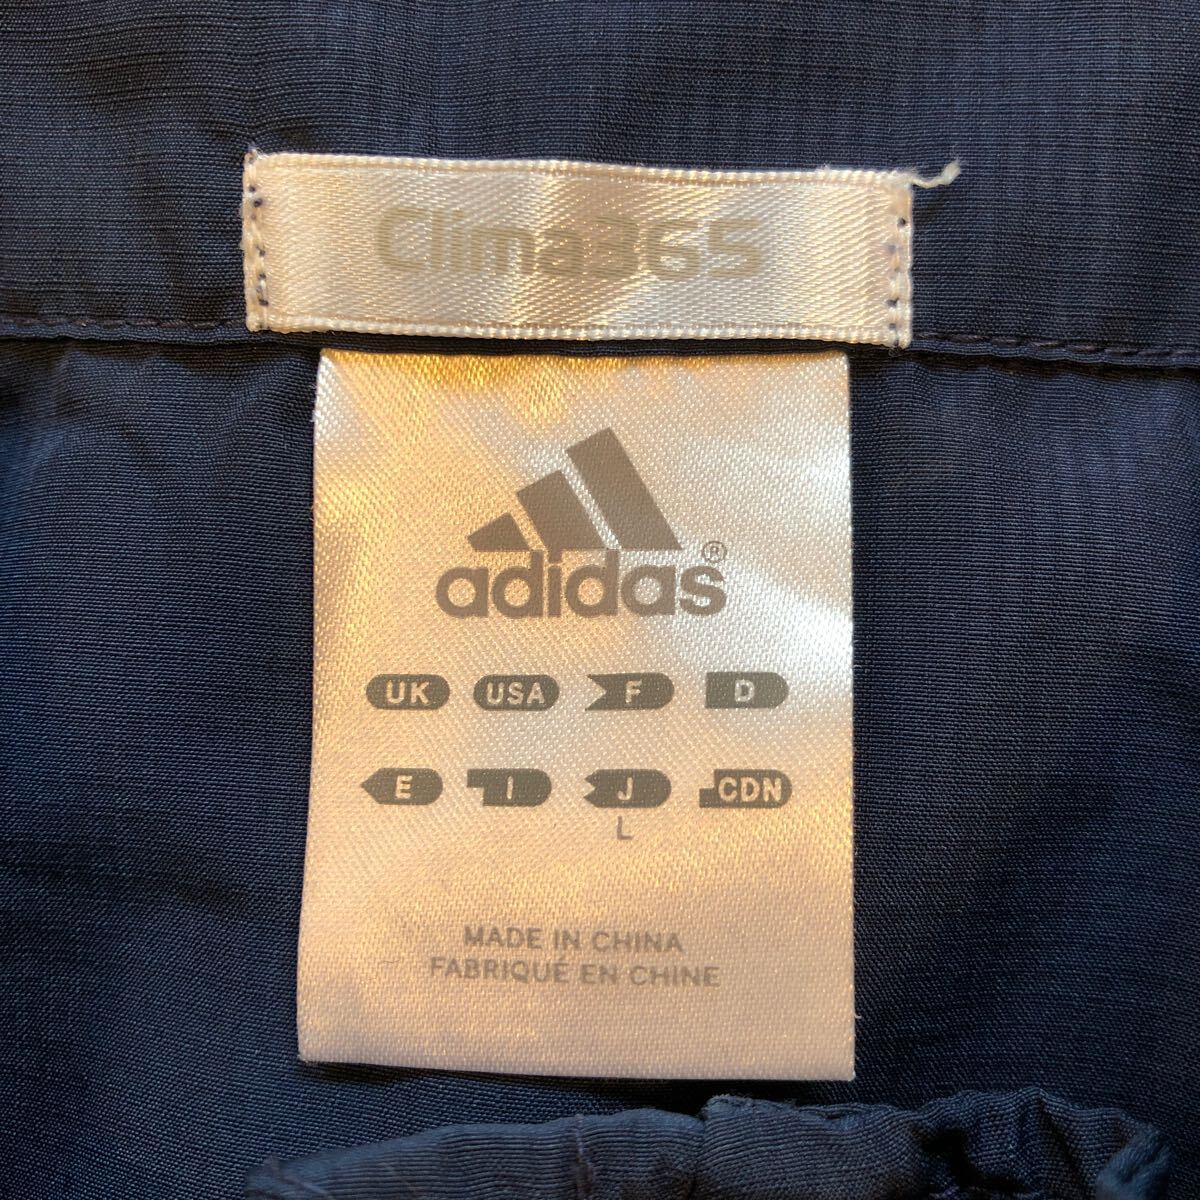 Clima365
adidas®
UK USA F D
E I J CDN
L
MADE IN CHINA
FABRIQUÉ EN CHINE